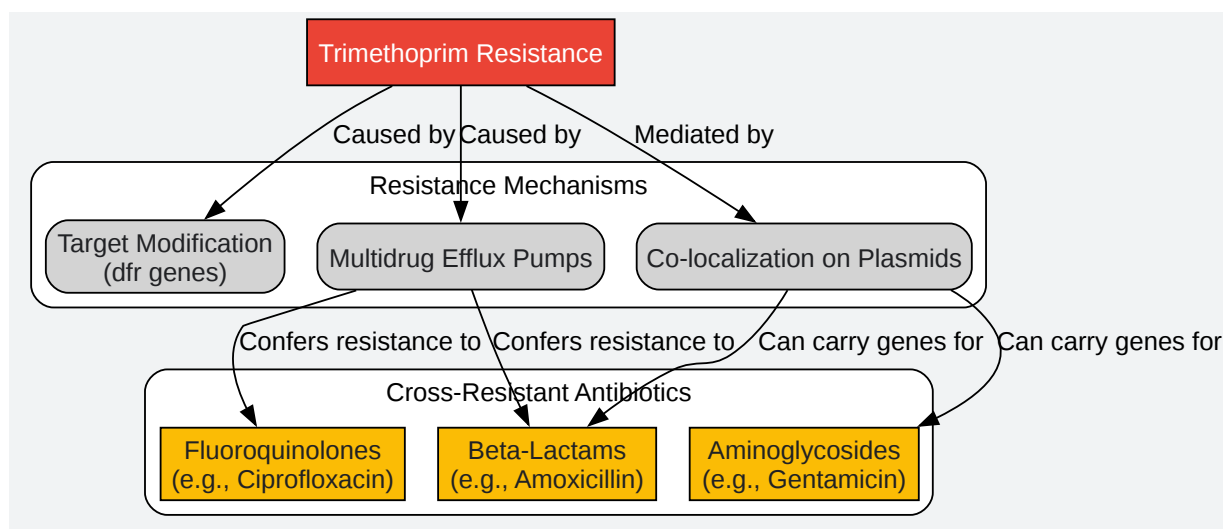 Trimethoprim Resistance
Caused by
Caused by
Mediated by
Resistance Mechanisms
Target Modification
(dfr genes)
Multidrug Efflux Pumps
Co-localization on Plasmids
Confers resistance to
Confers resistance to
Can carry genes for
Can carry genes for
Cross-Resistant Antibiotics
Fluoroquinolones
(e.g., Ciprofloxacin)
Beta-Lactams
(e.g., Amoxicillin)
Aminoglycosides
(e.g., Gentamicin)